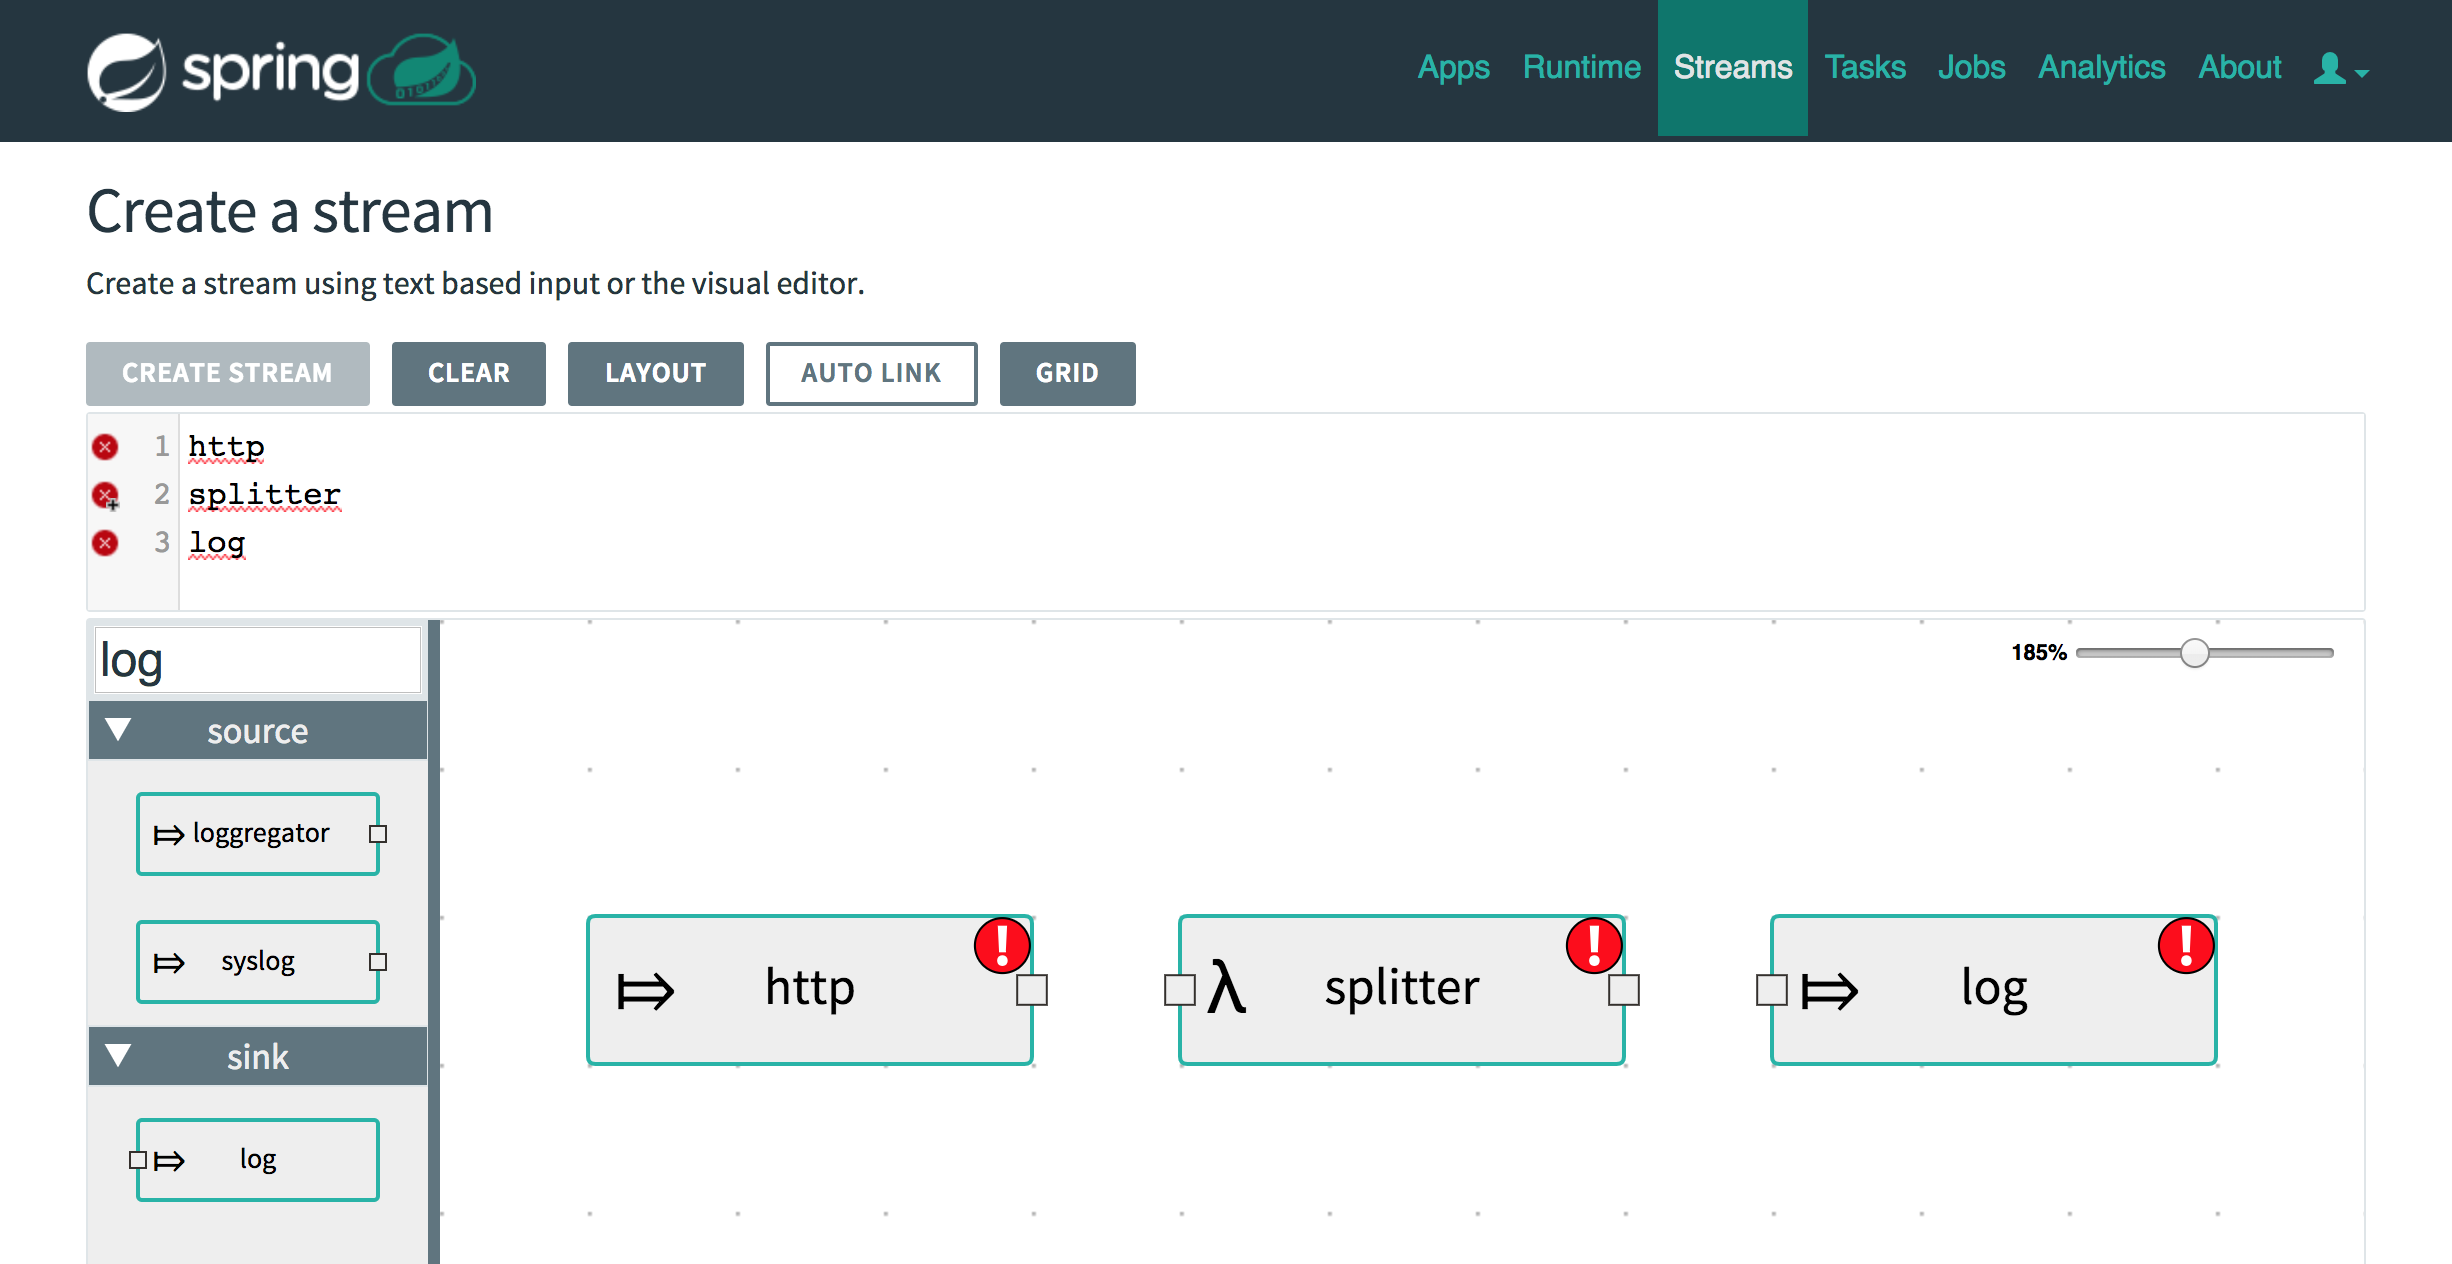 spring
Apps Runtime Streams Tasks Jobs Analytics About
Create a stream
Create a stream using text based input or the visual editor.
CREATE STREAM CLEAR LAYOUT AUTO LINK GRID
1 http
2 splitter
3 log
log
185%
source
loggregator
syslog
http splitter log
sink
log